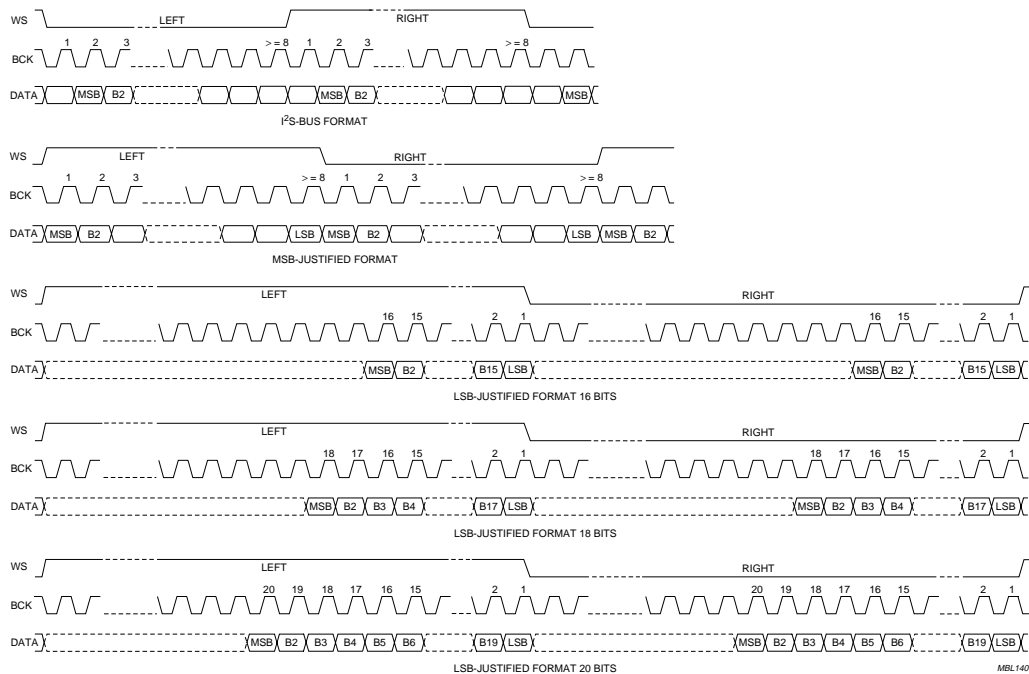 WS LEFT RIGHT
BCK 1 2 3 > = 8 1 2 3 > = 8
DATA MSB B2 MSB B2 MSB
I²S-BUS FORMAT
WS LEFT RIGHT
BCK 1 2 3 > = 8 1 2 3 > = 8
DATA MSB B2 LSB MSB B2 LSB MSB B2
MSB-JUSTIFIED FORMAT
WS LEFT RIGHT
BCK 16 15 2 1 16 15 2 1
DATA MSB B2 B15 LSB MSB B2 B15 LSB
LSB-JUSTIFIED FORMAT 16 BITS
WS LEFT RIGHT
BCK 18 17 16 15 2 1 18 17 16 15 2 1
DATA MSB B2 B3 B4 B17 LSB MSB B2 B3 B4 B17 LSB
LSB-JUSTIFIED FORMAT 18 BITS
WS LEFT RIGHT
BCK 20 19 18 17 16 15 2 1 20 19 18 17 16 15 2 1
DATA MSB B2 B3 B4 B5 B6 B19 LSB MSB B2 B3 B4 B5 B6 B19 LSB
LSB-JUSTIFIED FORMAT 20 BITS
MBL140